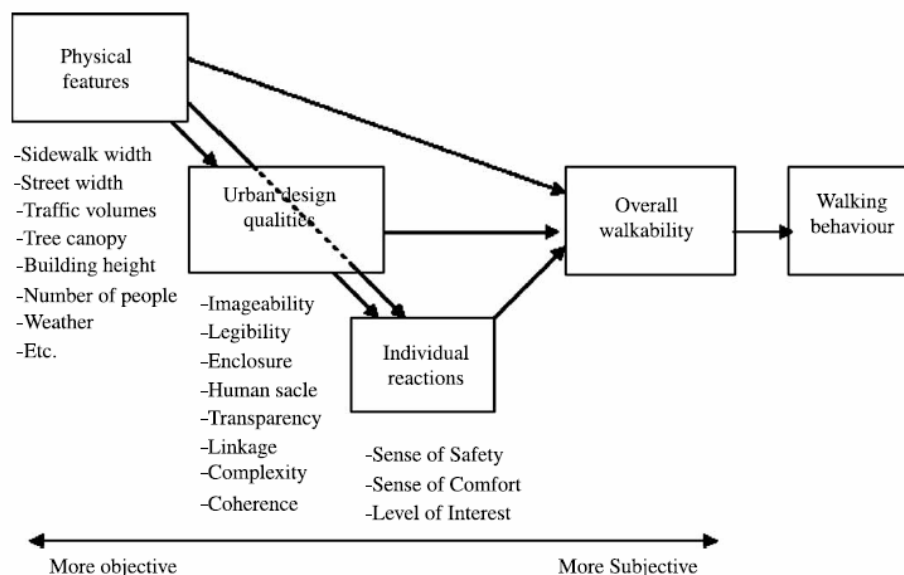 Physical
features
-Sidewalk width
-Street width
-Traffic volumes
-Tree canopy
-Building height
-Number of people
-Weather
-Etc.
Urban design
qualities
-Imageability
-Legibility
-Enclosure
-Human sacle
-Transparency
-Linkage
-Complexity
-Coherence
Individual
reactions
-Sense of Safety
-Sense of Comfort
-Level of Interest
Overall
walkability
Walking
behaviour
More objective
More Subjective